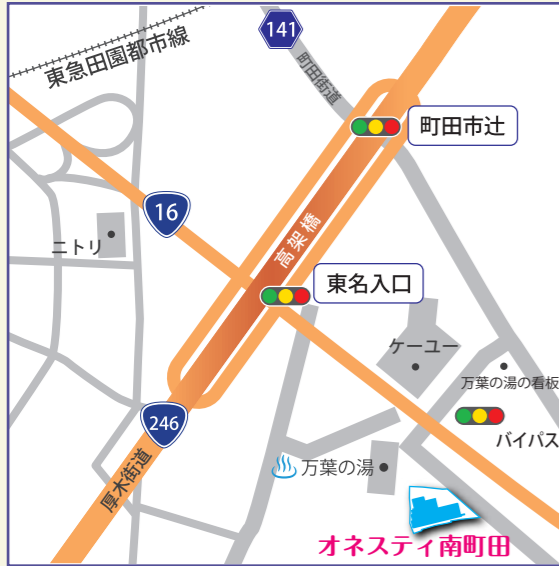 東急田園都市線
141
町田街道
町田市辻
16
ニトリ
高架橋
東名入口
ケーユー
万葉の湯の看板
246
バイパス
厚木街道
万葉の湯
オネスティ南町田